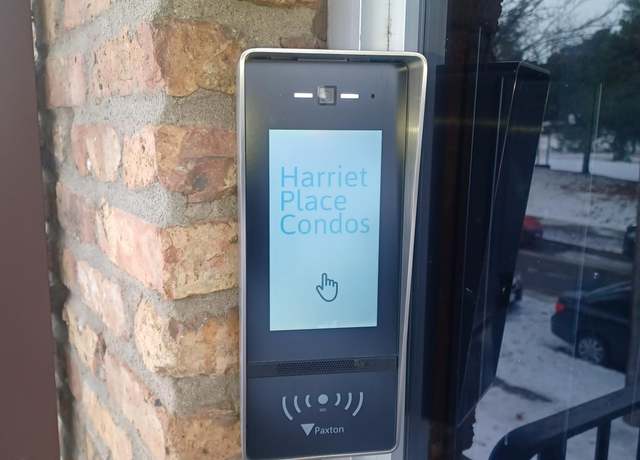 Harriet
Place
Condos
Paxton